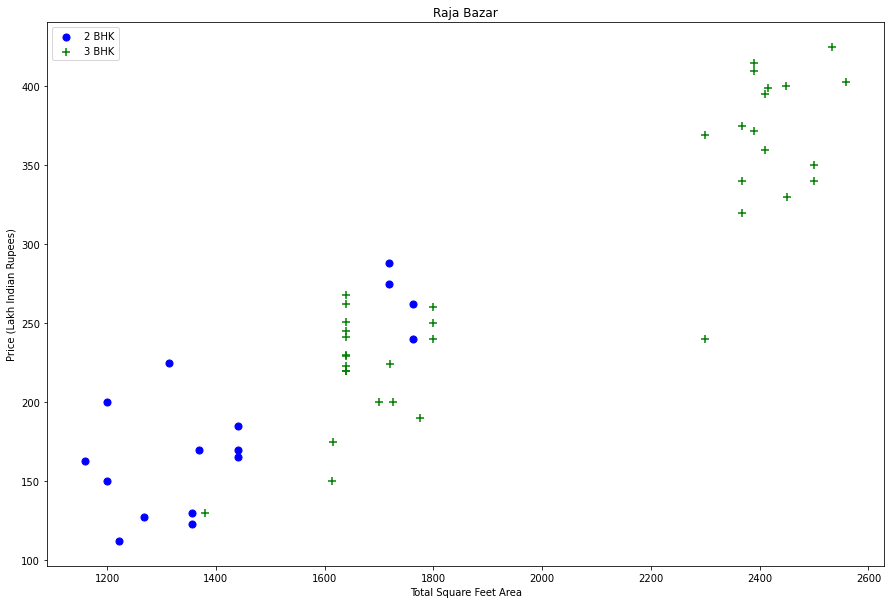 Raja Bazar
2 BHK
3 BHK
Price (Lakh Indian Rupees)
400
350
300
250
200
150
100
1200 1400 1600 1800 2000 2200 2400 2600
Total Square Feet Area